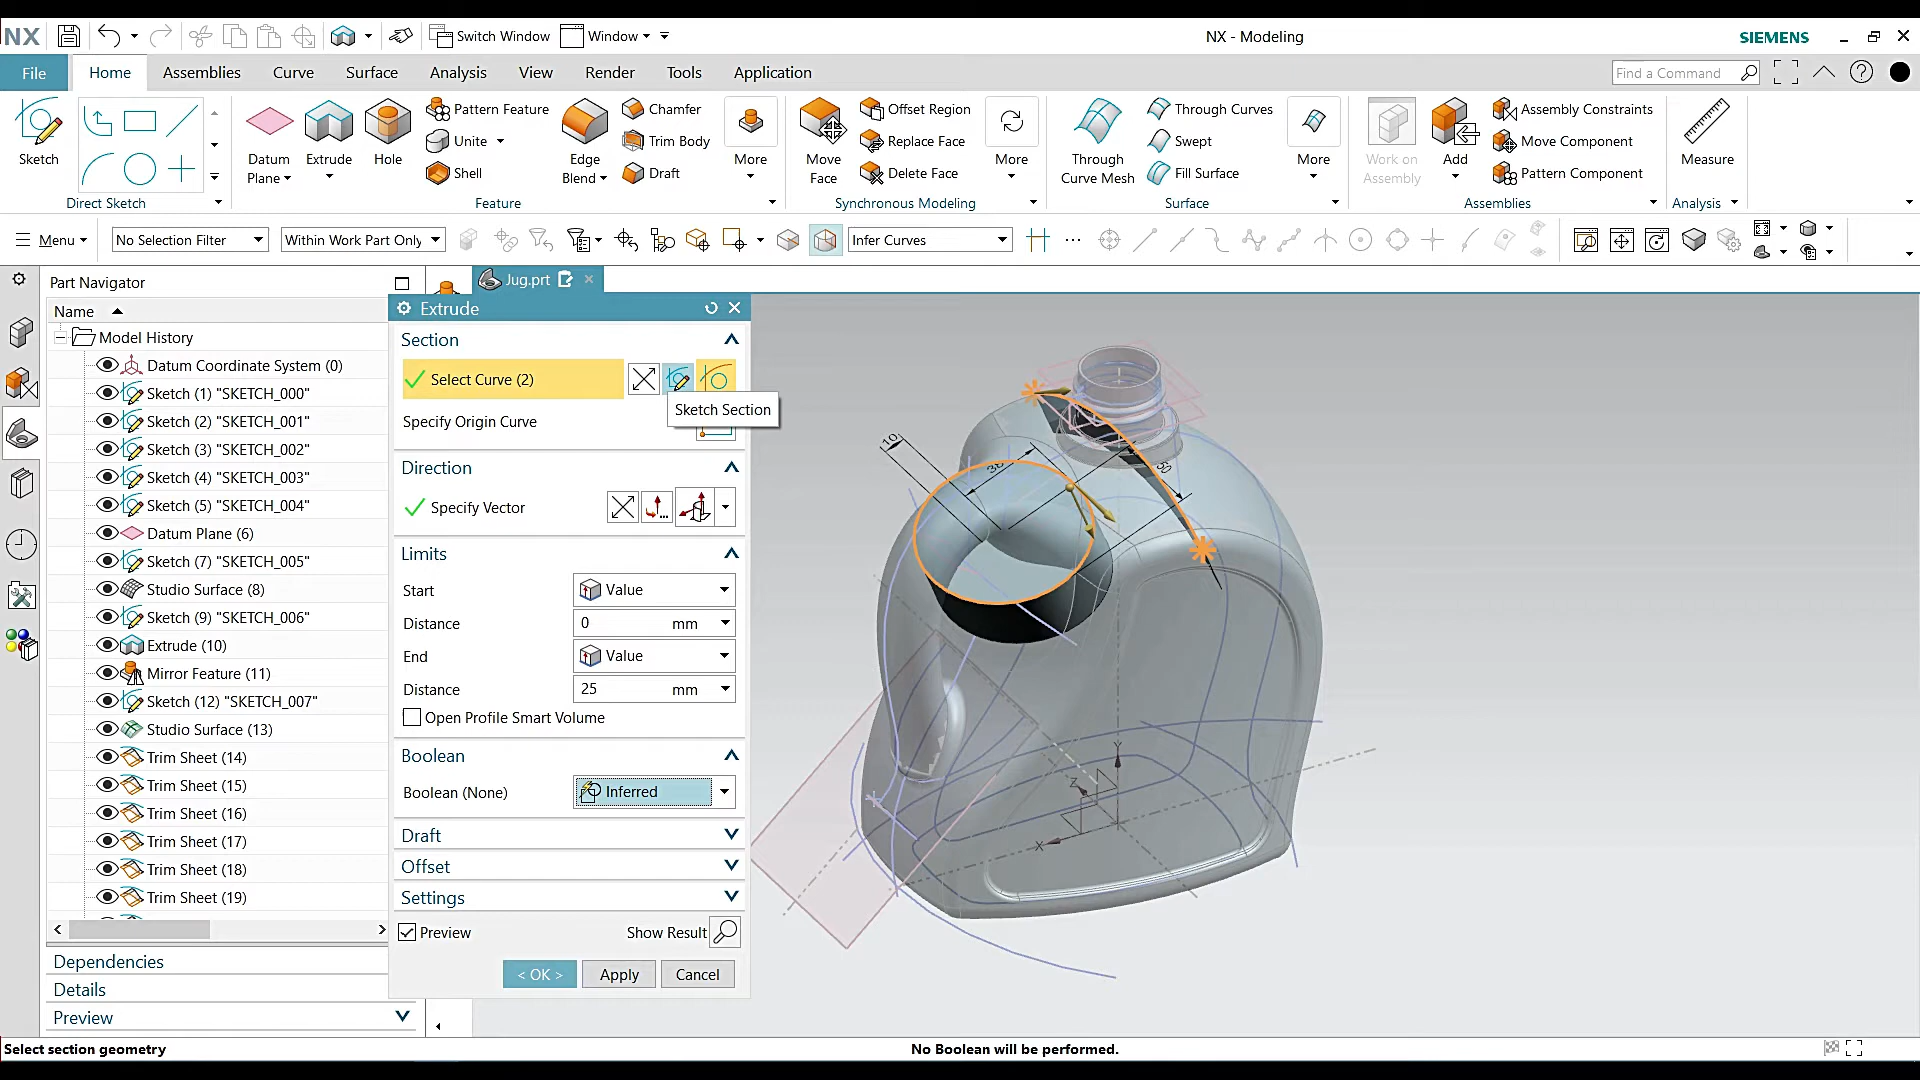 NX
Switch Window
Window
NX - Modeling
SIEMENS
File
Home
Assemblies
Curve
Surface
Analysis
View
Render
Tools
Application
Find a Command
Sketch
Direct Sketch
Datum Plane
Extrude
Hole
Pattern Feature
Unite
Shell
Edge Blend
Chamfer
Trim Body
Draft
More
Feature
Move Face
Offset Region
Replace Face
Delete Face
More
Synchronous Modeling
Through Curve Mesh
Through Curves
Swept
Fill Surface
More
Surface
Work on Assembly
Add
Assembly Constraints
Move Component
Pattern Component
Assemblies
Measure
Analysis
Menu
No Selection Filter
Within Work Part Only
Infer Curves
Part Navigator
Jug.prt
Name
Model History
Datum Coordinate System (0)
Sketch (1) "SKETCH_000"
Sketch (2) "SKETCH_001"
Sketch (3) "SKETCH_002"
Sketch (4) "SKETCH_003"
Sketch (5) "SKETCH_004"
Datum Plane (6)
Sketch (7) "SKETCH_005"
Studio Surface (8)
Sketch (9) "SKETCH_006"
Extrude (10)
Mirror Feature (11)
Sketch (12) "SKETCH_007"
Studio Surface (13)
Trim Sheet (14)
Trim Sheet (15)
Trim Sheet (16)
Trim Sheet (17)
Trim Sheet (18)
Trim Sheet (19)
Dependencies
Details
Preview
Extrude
Section
Select Curve (2)
Sketch Section
Specify Origin Curve
Direction
Specify Vector
Limits
Start
Value
Distance
0 mm
End
Value
Distance
25 mm
Open Profile Smart Volume
Boolean
Boolean (None)
Inferred
Draft
Offset
Settings
Preview
Show Result
< OK >
Apply
Cancel
10
50
Y
Z
X
Select section geometry
No Boolean will be performed.